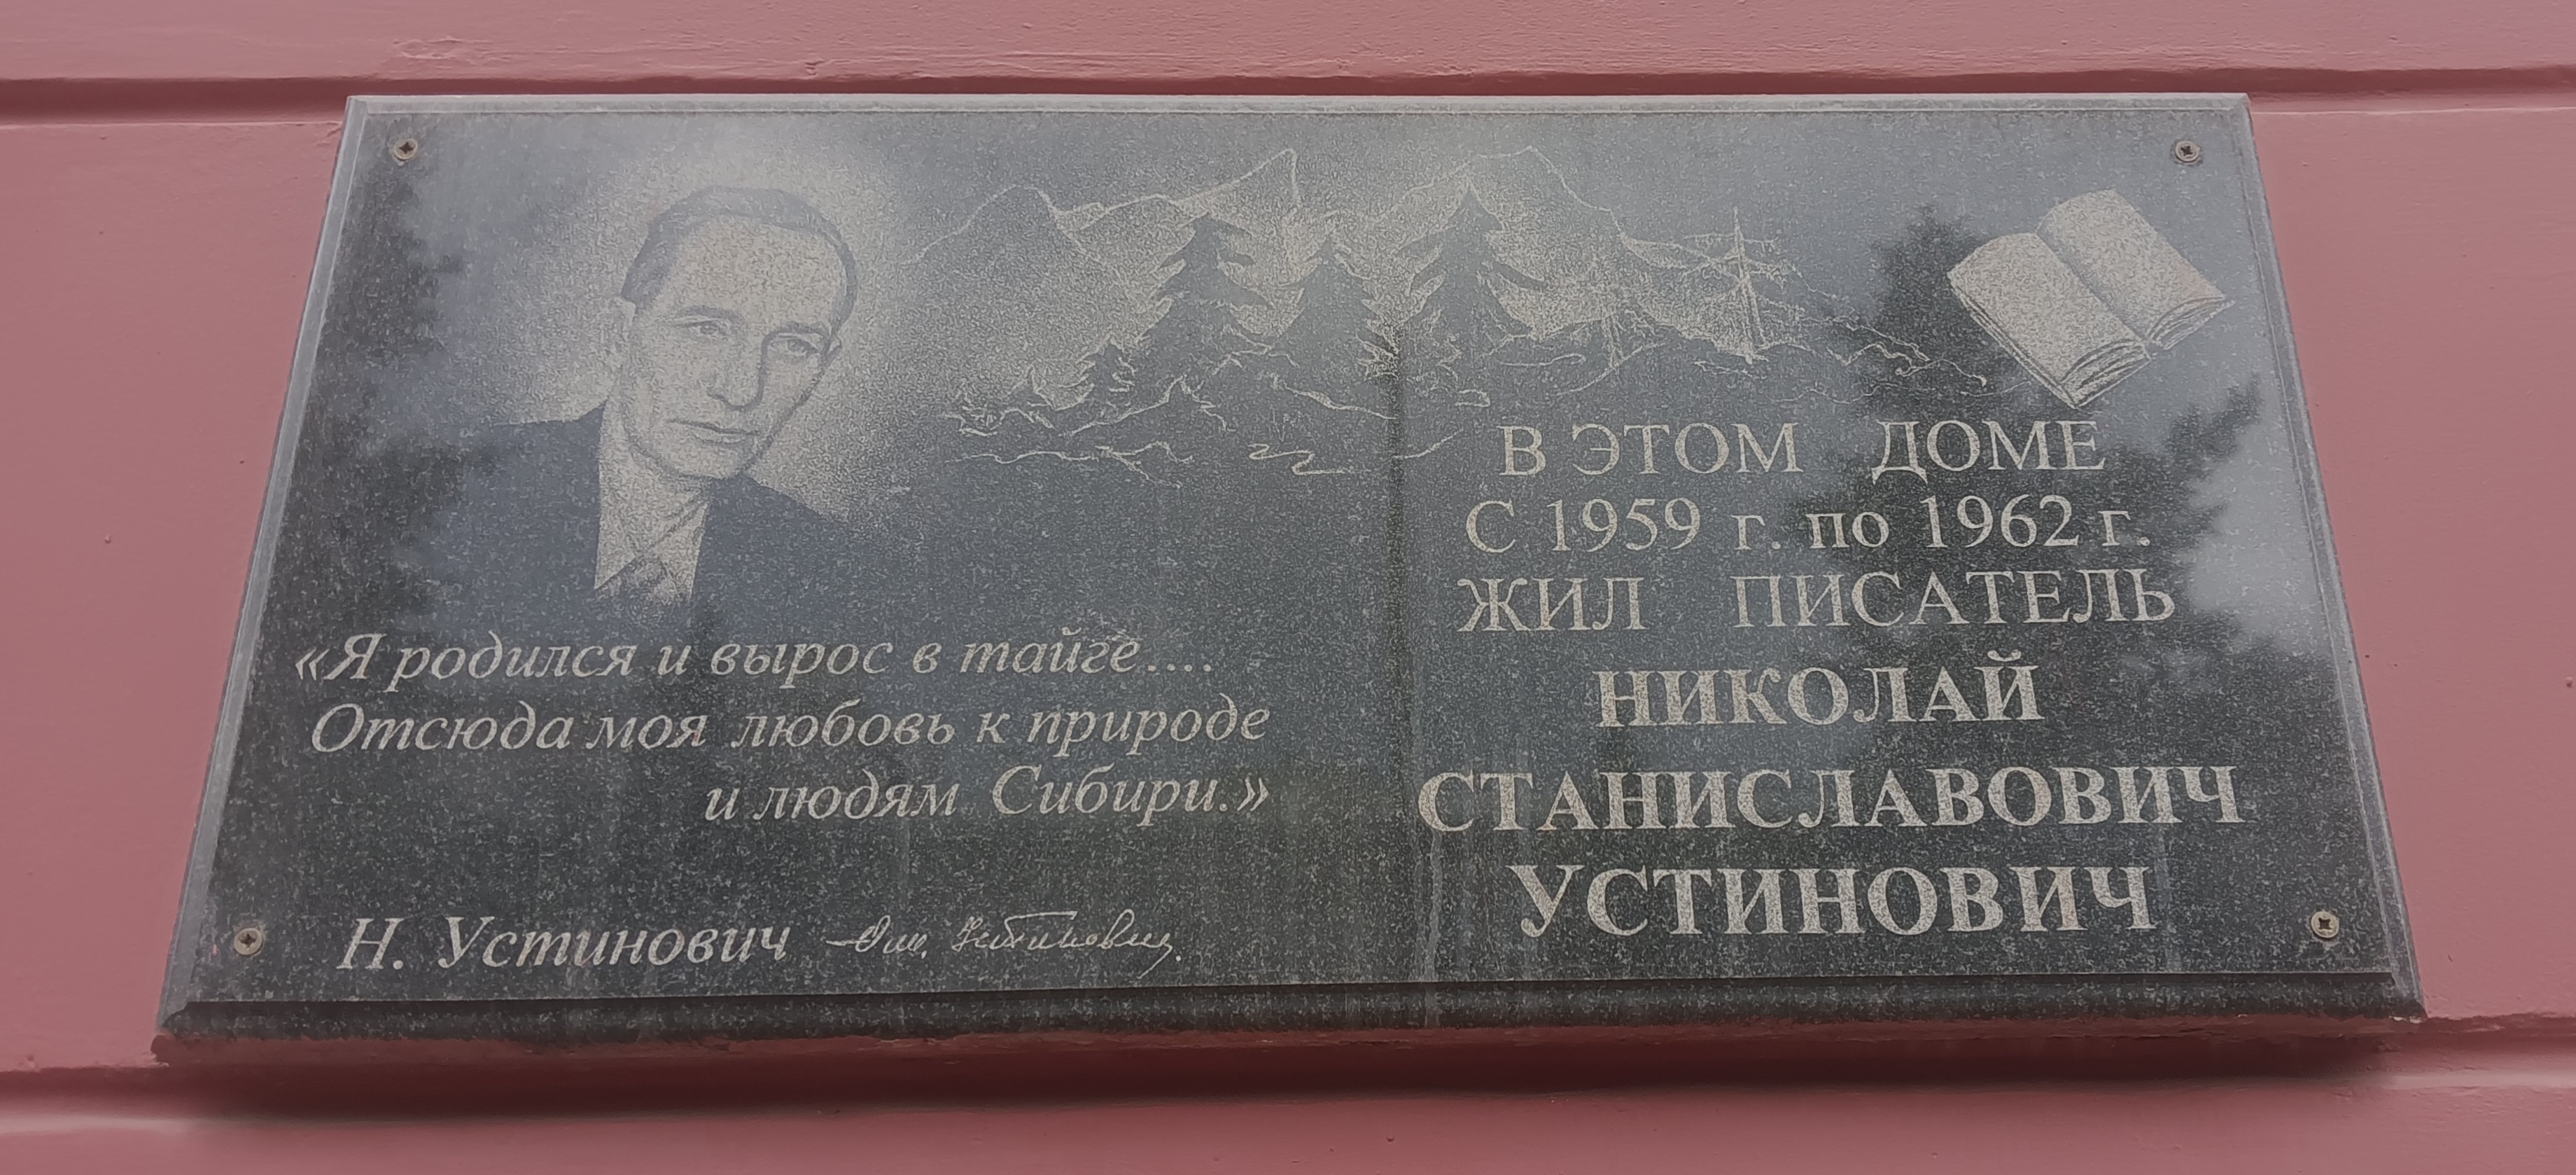 «Я родился и вырос в тайге....
Отсюда моя любовь к природе
и людям Сибири.»
Н. Устинович
В ЭТОМ ДОМЕ
С 1959 г. по 1962 г.
ЖИЛ ПИСАТЕЛЬ
НИКОЛАЙ
СТАНИСЛАВОВИЧ
УСТИНОВИЧ